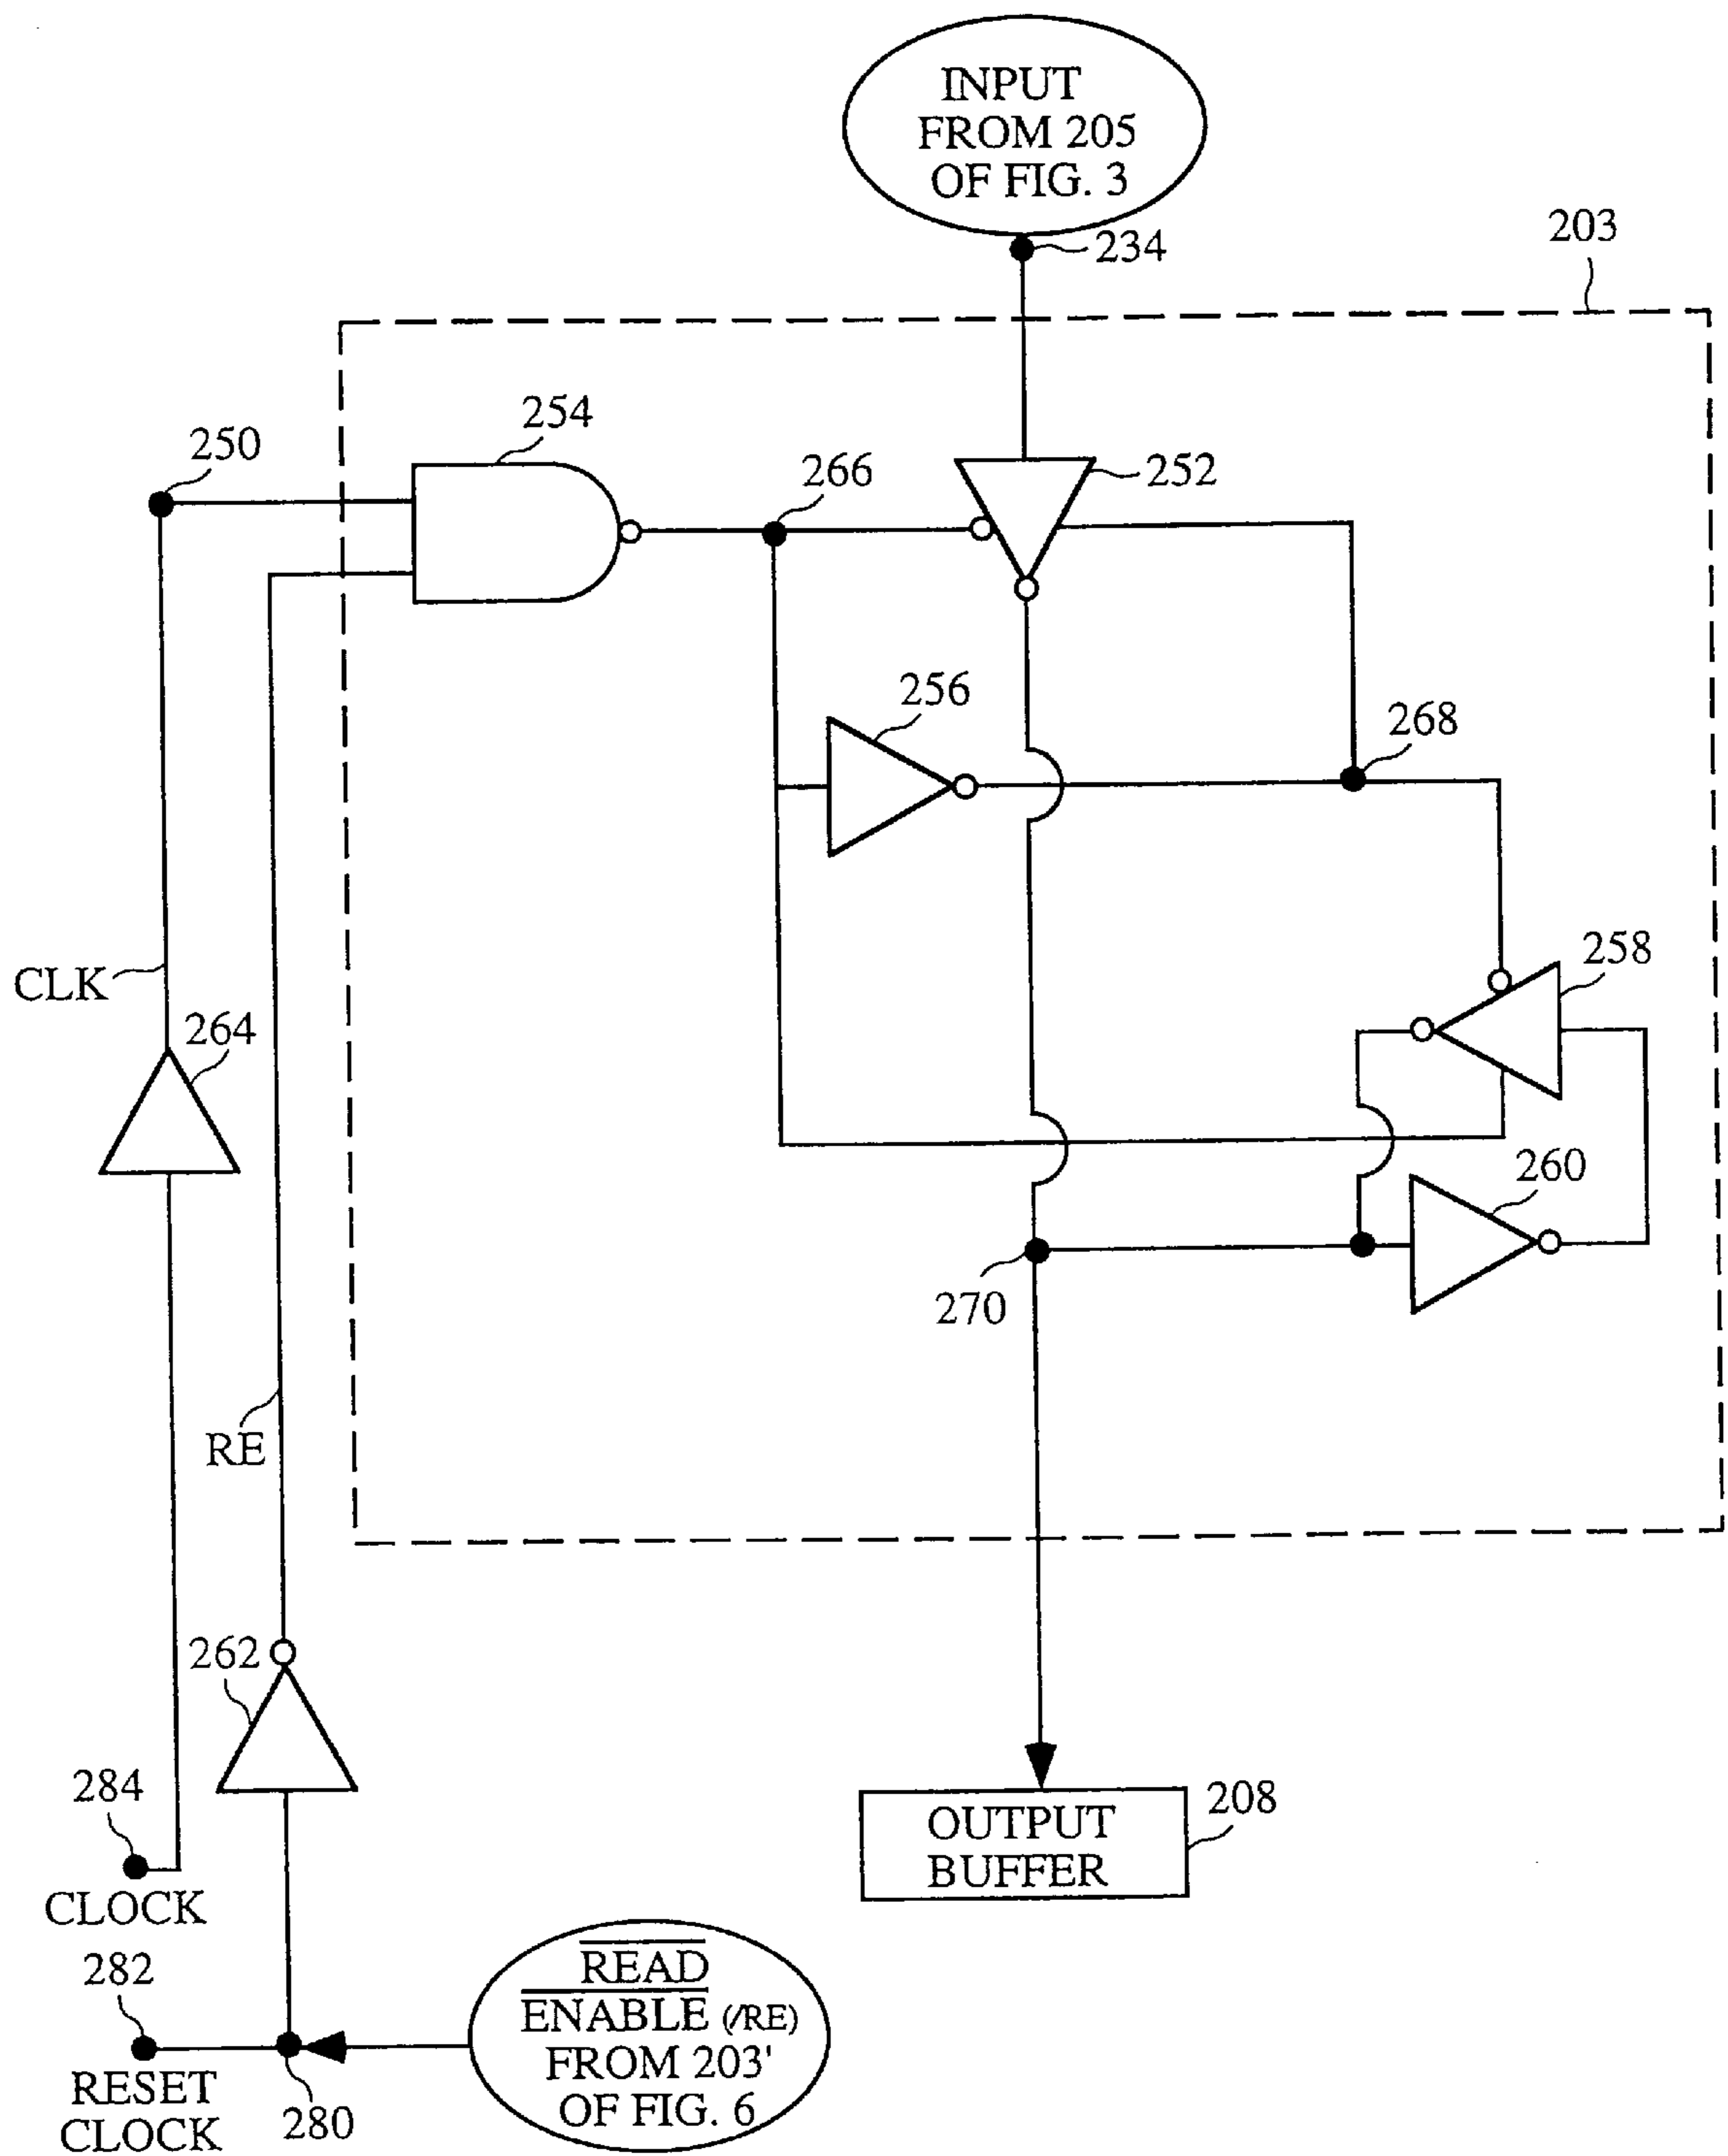 INPUT
FROM 205
OF FIG. 3
234
203
250
254
266
252
256
268
258
CLK
264
260
270
RE
262
284
CLOCK
OUTPUT
BUFFER
208
282
RESET
CLOCK
280
READ
ENABLE (/RE)
FROM 203'
OF FIG. 6